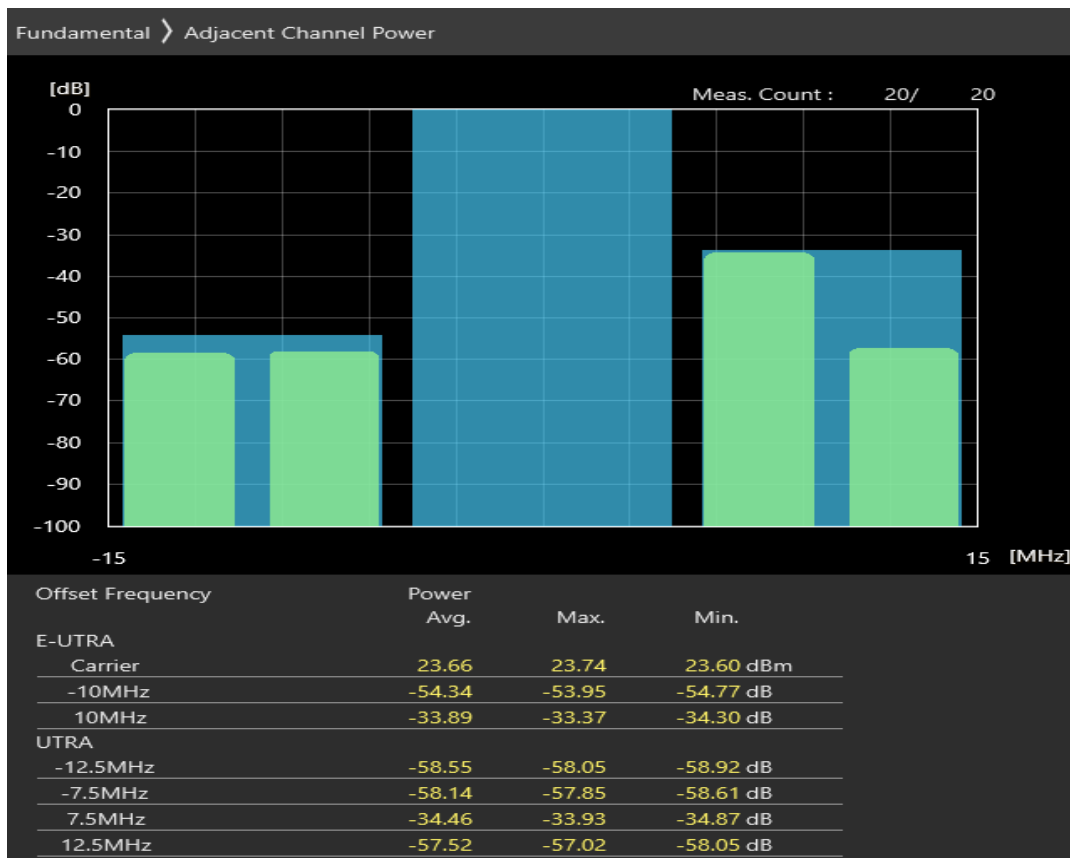 Fundamental 〉 Adjacent Channel Power
[dB]
Meas. Count : 20/ 20
0
-10
-20
-30
-40
-50
-60
-70
-80
-90
-100
-15 15 [MHz]
Offset Frequency Power
Avg. Max. Min.
E-UTRA
Carrier 23.66 23.74 23.60 dBm
-10MHz -54.34 -53.95 -54.77 dB
10MHz -33.89 -33.37 -34.30 dB
UTRA
-12.5MHz -58.55 -58.05 -58.92 dB
-7.5MHz -58.14 -57.85 -58.61 dB
7.5MHz -34.46 -33.93 -34.87 dB
12.5MHz -57.52 -57.02 -58.05 dB